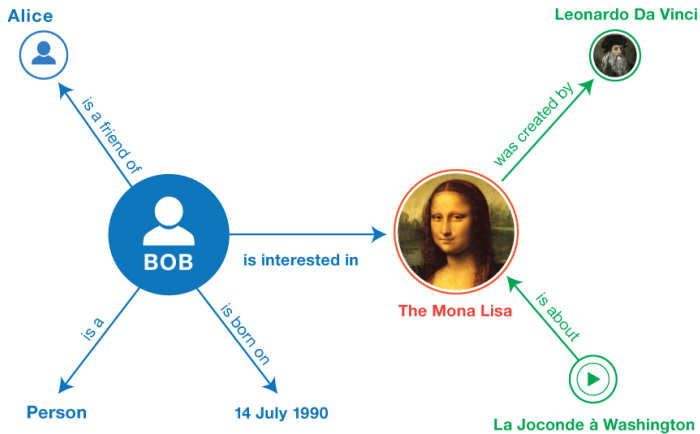 Alice
Leonardo Da Vinci
is a friend of
was created by
BOB
is interested in
The Mona Lisa
is a
is born on
is about
Person
14 July 1990
La Joconde à Washington